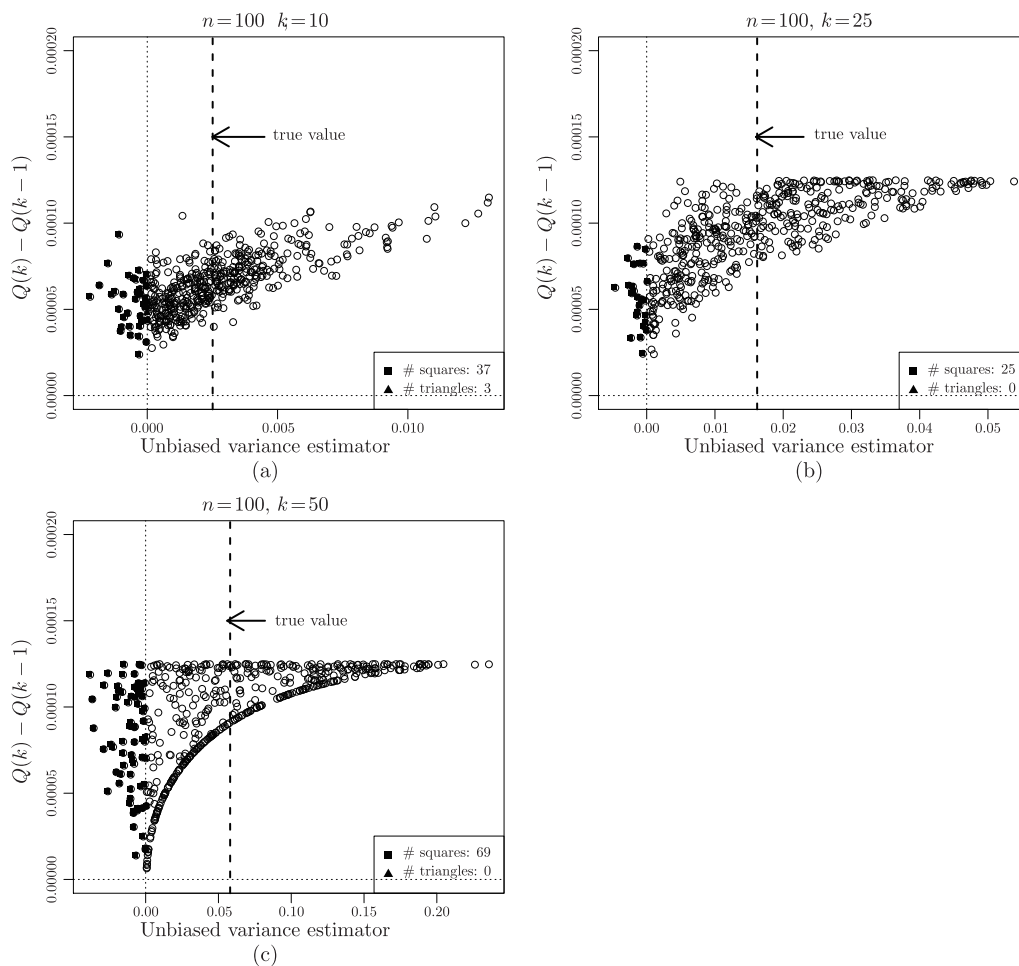 n=100 k=10
0.00000
0.00005
0.00010
0.00015
0.00020
Q(k) − Q(k − 1)
true value
# squares: 37
# triangles: 3
0.000
0.005
0.010
Unbiased variance estimator
(a)
n=100, k=25
0.00000
0.00005
0.00010
0.00015
0.00020
Q(k) − Q(k − 1)
true value
# squares: 25
# triangles: 0
0.00
0.01
0.02
0.03
0.04
0.05
Unbiased variance estimator
(b)
n=100, k=50
0.00000
0.00005
0.00010
0.00015
0.00020
Q(k) − Q(k − 1)
true value
# squares: 69
# triangles: 0
0.00
0.05
0.10
0.15
0.20
Unbiased variance estimator
(c)